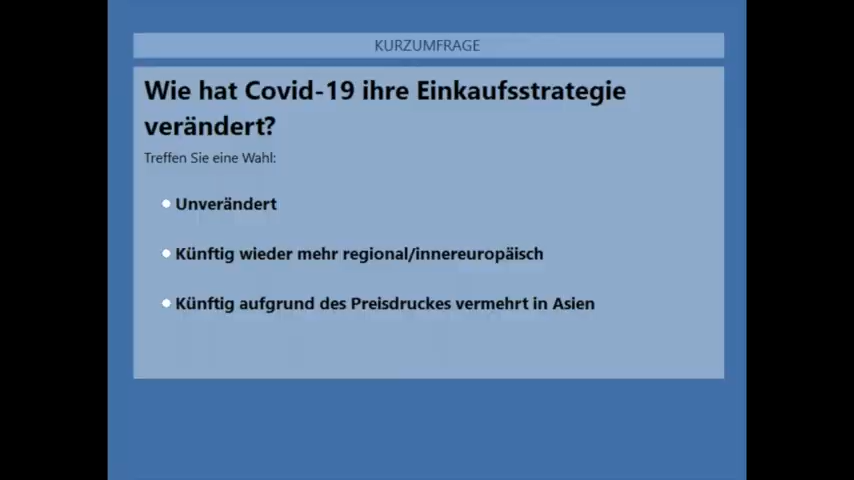 KURZUMFRAGE
Wie hat Covid-19 ihre Einkaufsstrategie
verändert?
Treffen Sie eine Wahl:
Unverändert
Künftig wieder mehr regional/innereuropäisch
Künftig aufgrund des Preisdruckes vermehrt in Asien